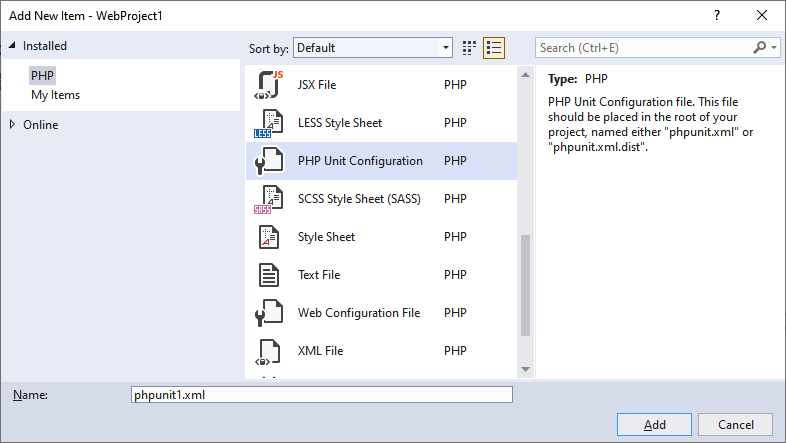 Add New Item - WebProject1
?
Installed
PHP
My Items
Online
Sort by: Default
Search (Ctrl+E)
JS
JSX File PHP
LESS
LESS Style Sheet PHP
PHP Unit Configuration PHP
SASS
SCSS Style Sheet (SASS) PHP
Style Sheet PHP
Text File PHP
Web Configuration File PHP
XML File PHP
Type: PHP
PHP Unit Configuration file. This file
should be placed in the root of your
project, named either "phpunit.xml" or
"phpunit.xml.dist".
Name: phpunit1.xml
Add Cancel